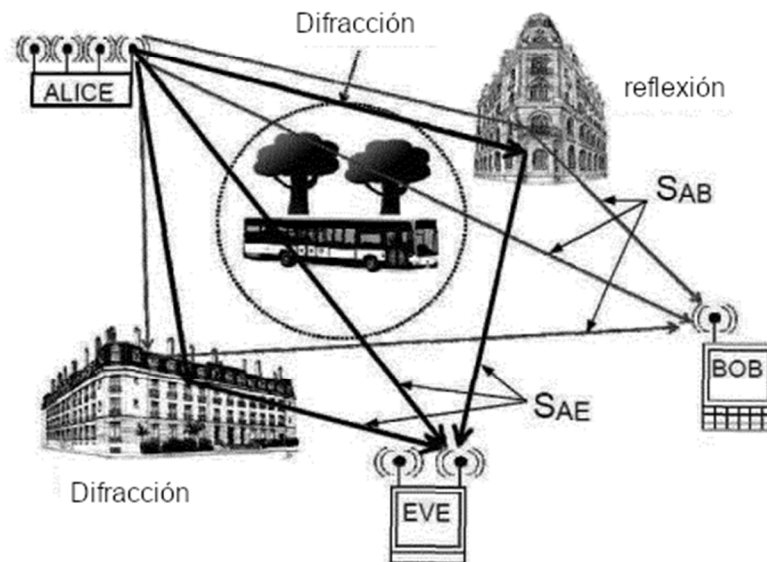 Difracción
ALICE
reflexión
SAB
BOB
SAE
Difracción
EVE